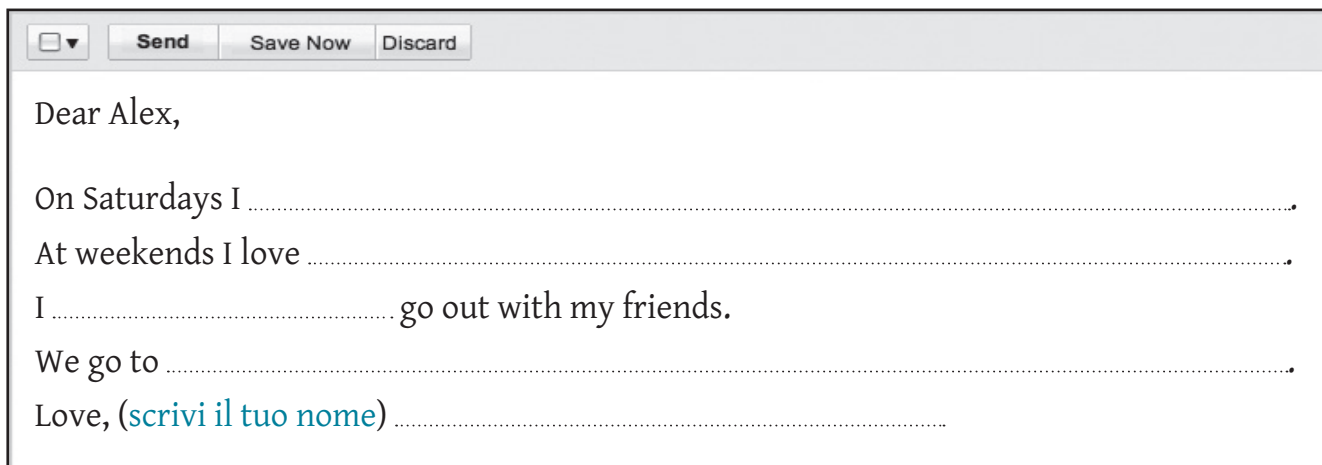 Send Save Now Discard
Dear Alex,
On Saturdays I ........................................ .
At weekends I love ........................................ .
I .................... go out with my friends.
We go to ........................................ .
Love, (scrivi il tuo nome) ..............................